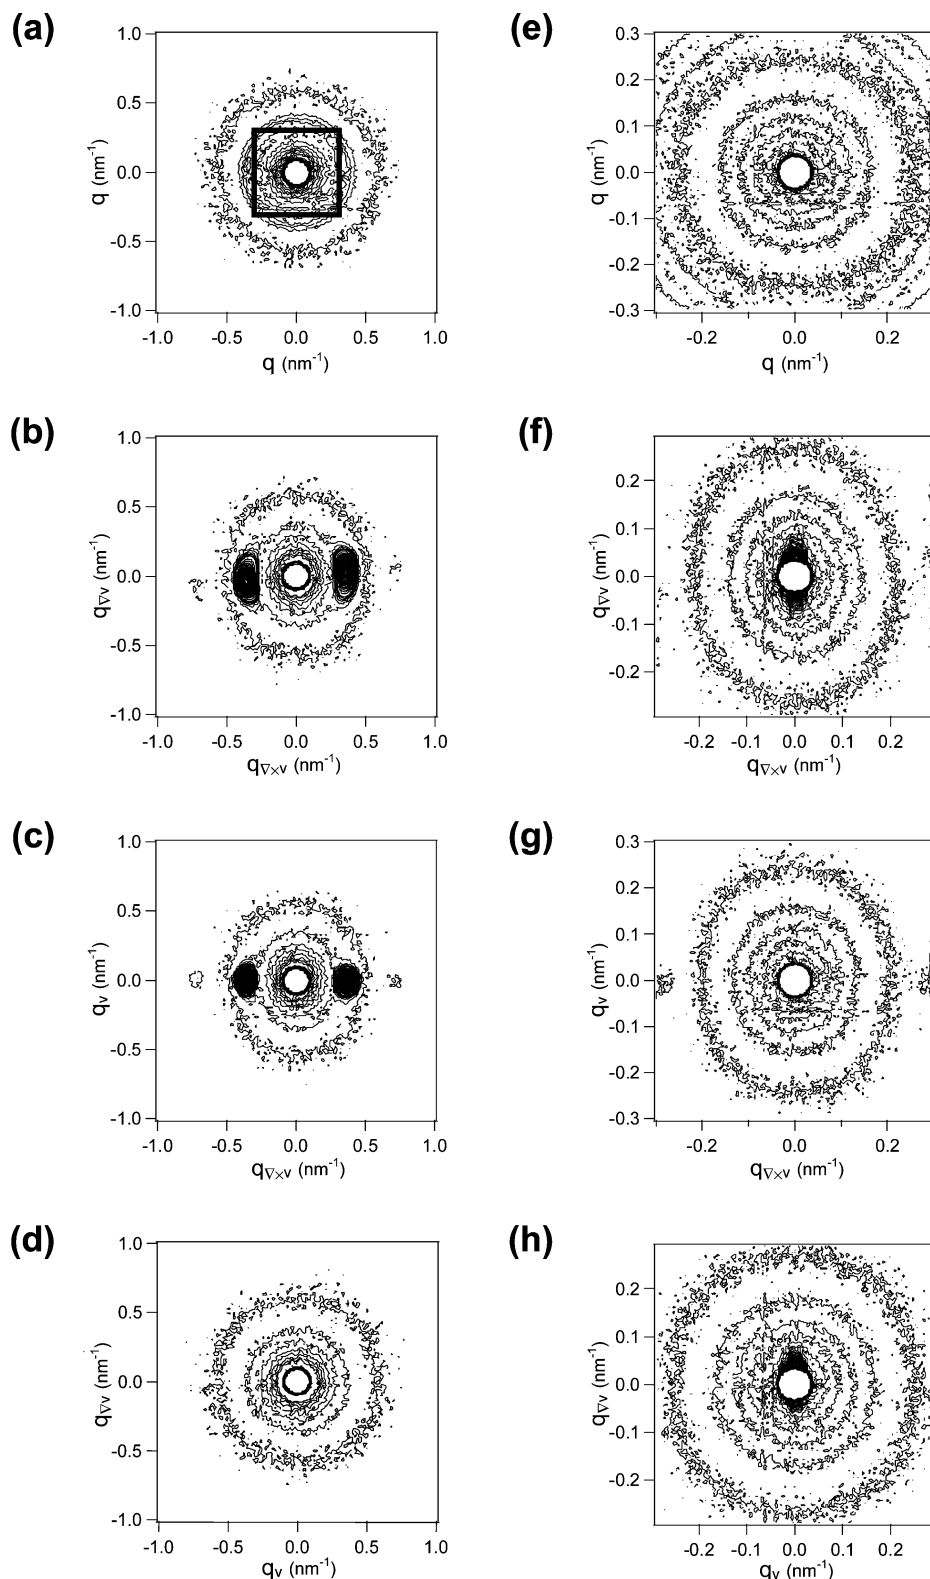 (a)
1.0
0.5
0.0
-0.5
-1.0
q (nm⁻¹)
-1.0 -0.5 0.0 0.5 1.0
q (nm⁻¹)
(e)
0.3
0.2
0.1
0.0
-0.1
-0.2
-0.3
q (nm⁻¹)
-0.2 0.0 0.2
q (nm⁻¹)
(b)
1.0
0.5
0.0
-0.5
-1.0
q∇v (nm⁻¹)
-1.0 -0.5 0.0 0.5 1.0
q∇×v (nm⁻¹)
(f)
0.2
0.1
0.0
-0.1
-0.2
q∇v (nm⁻¹)
-0.2 -0.1 0.0 0.1 0.2
q∇×v (nm⁻¹)
(c)
1.0
0.5
0.0
-0.5
-1.0
qv (nm⁻¹)
-1.0 -0.5 0.0 0.5 1.0
q∇×v (nm⁻¹)
(g)
0.3
0.2
0.1
0.0
-0.1
-0.2
-0.3
qv (nm⁻¹)
-0.2 0.0 0.2
q∇×v (nm⁻¹)
(d)
1.0
0.5
0.0
-0.5
-1.0
q∇v (nm⁻¹)
-1.0 -0.5 0.0 0.5 1.0
qv (nm⁻¹)
(h)
0.2
0.1
0.0
-0.1
-0.2
q∇v (nm⁻¹)
-0.2 -0.1 0.0 0.1 0.2
qv (nm⁻¹)